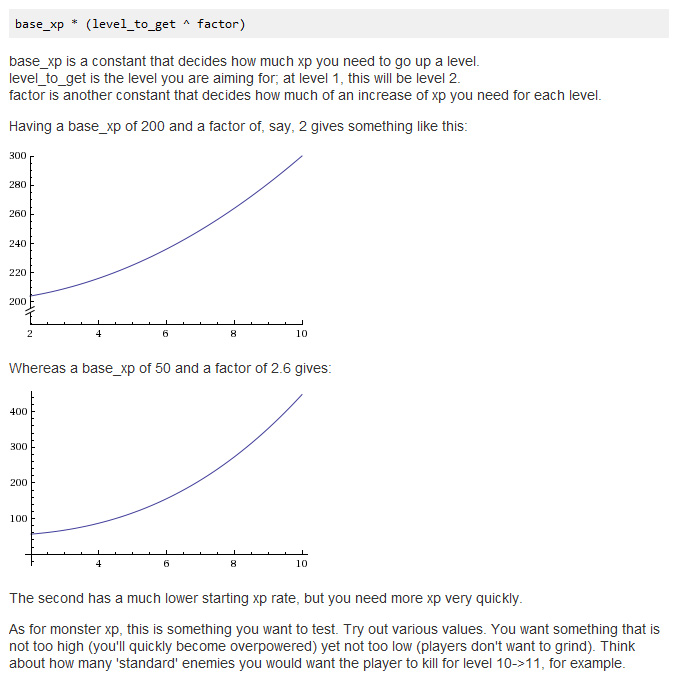 base_xp * (level_to_get ^ factor)
base_xp is a constant that decides how much xp you need to go up a level.
level_to_get is the level you are aiming for; at level 1, this will be level 2.
factor is another constant that decides how much of an increase of xp you need for each level.
Having a base_xp of 200 and a factor of, say, 2 gives something like this:
300
280
260
240
220
200
2 4 6 8 10
Whereas a base_xp of 50 and a factor of 2.6 gives:
400
300
200
100
4 6 8 10
The second has a much lower starting xp rate, but you need more xp very quickly.
As for monster xp, this is something you want to test. Try out various values. You want something that is
not too high (you'll quickly become overpowered) yet not too low (players don't want to grind). Think
about how many 'standard' enemies you would want the player to kill for level 10->11, for example.